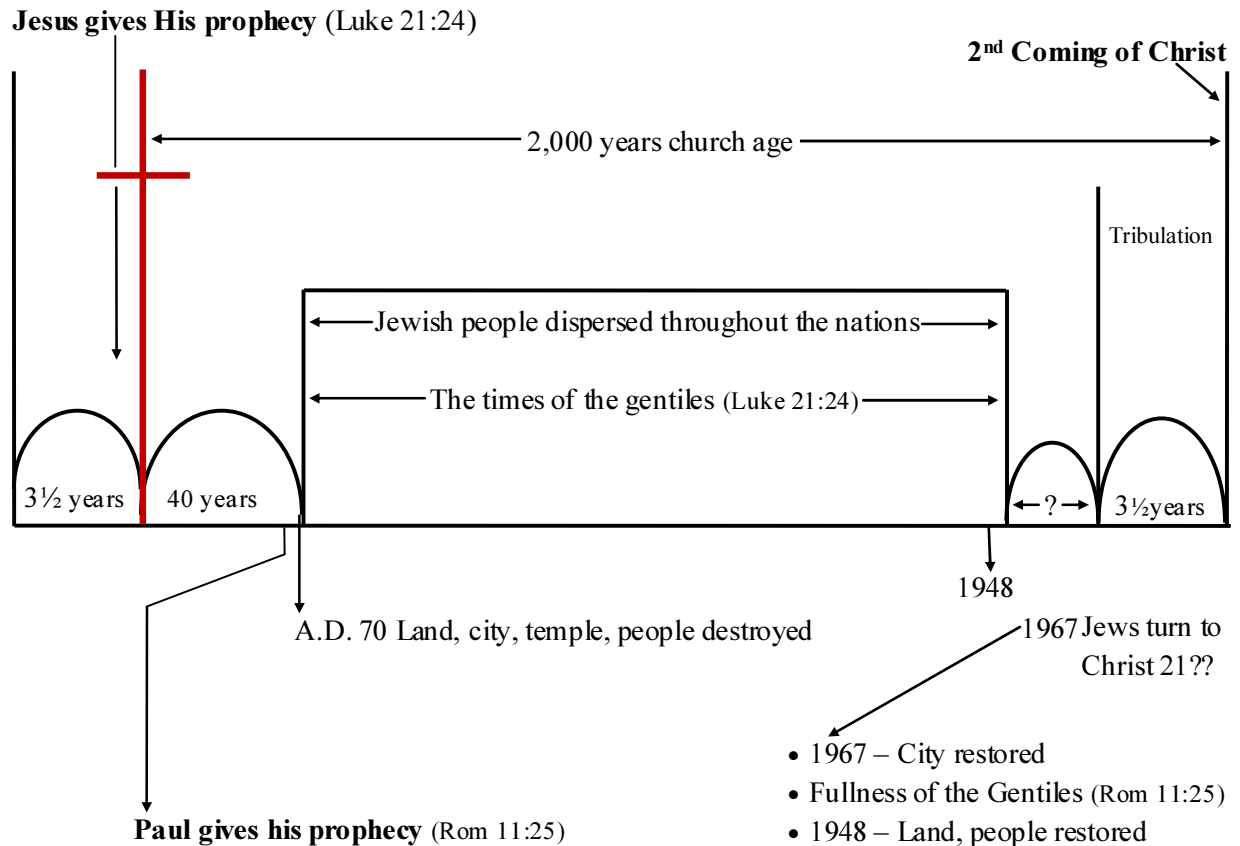 Jesus gives His prophecy (Luke 21:24)
2nd Coming of Christ
2,000 years church age
Tribulation
Jewish people dispersed throughout the nations
The times of the gentiles (Luke 21:24)
3½ years
40 years
?
3½years
1948
A.D. 70 Land, city, temple, people destroyed
1967 Jews turn to
Christ 21??
• 1967 – City restored
• Fullness of the Gentiles (Rom 11:25)
• 1948 – Land, people restored
Paul gives his prophecy (Rom 11:25)